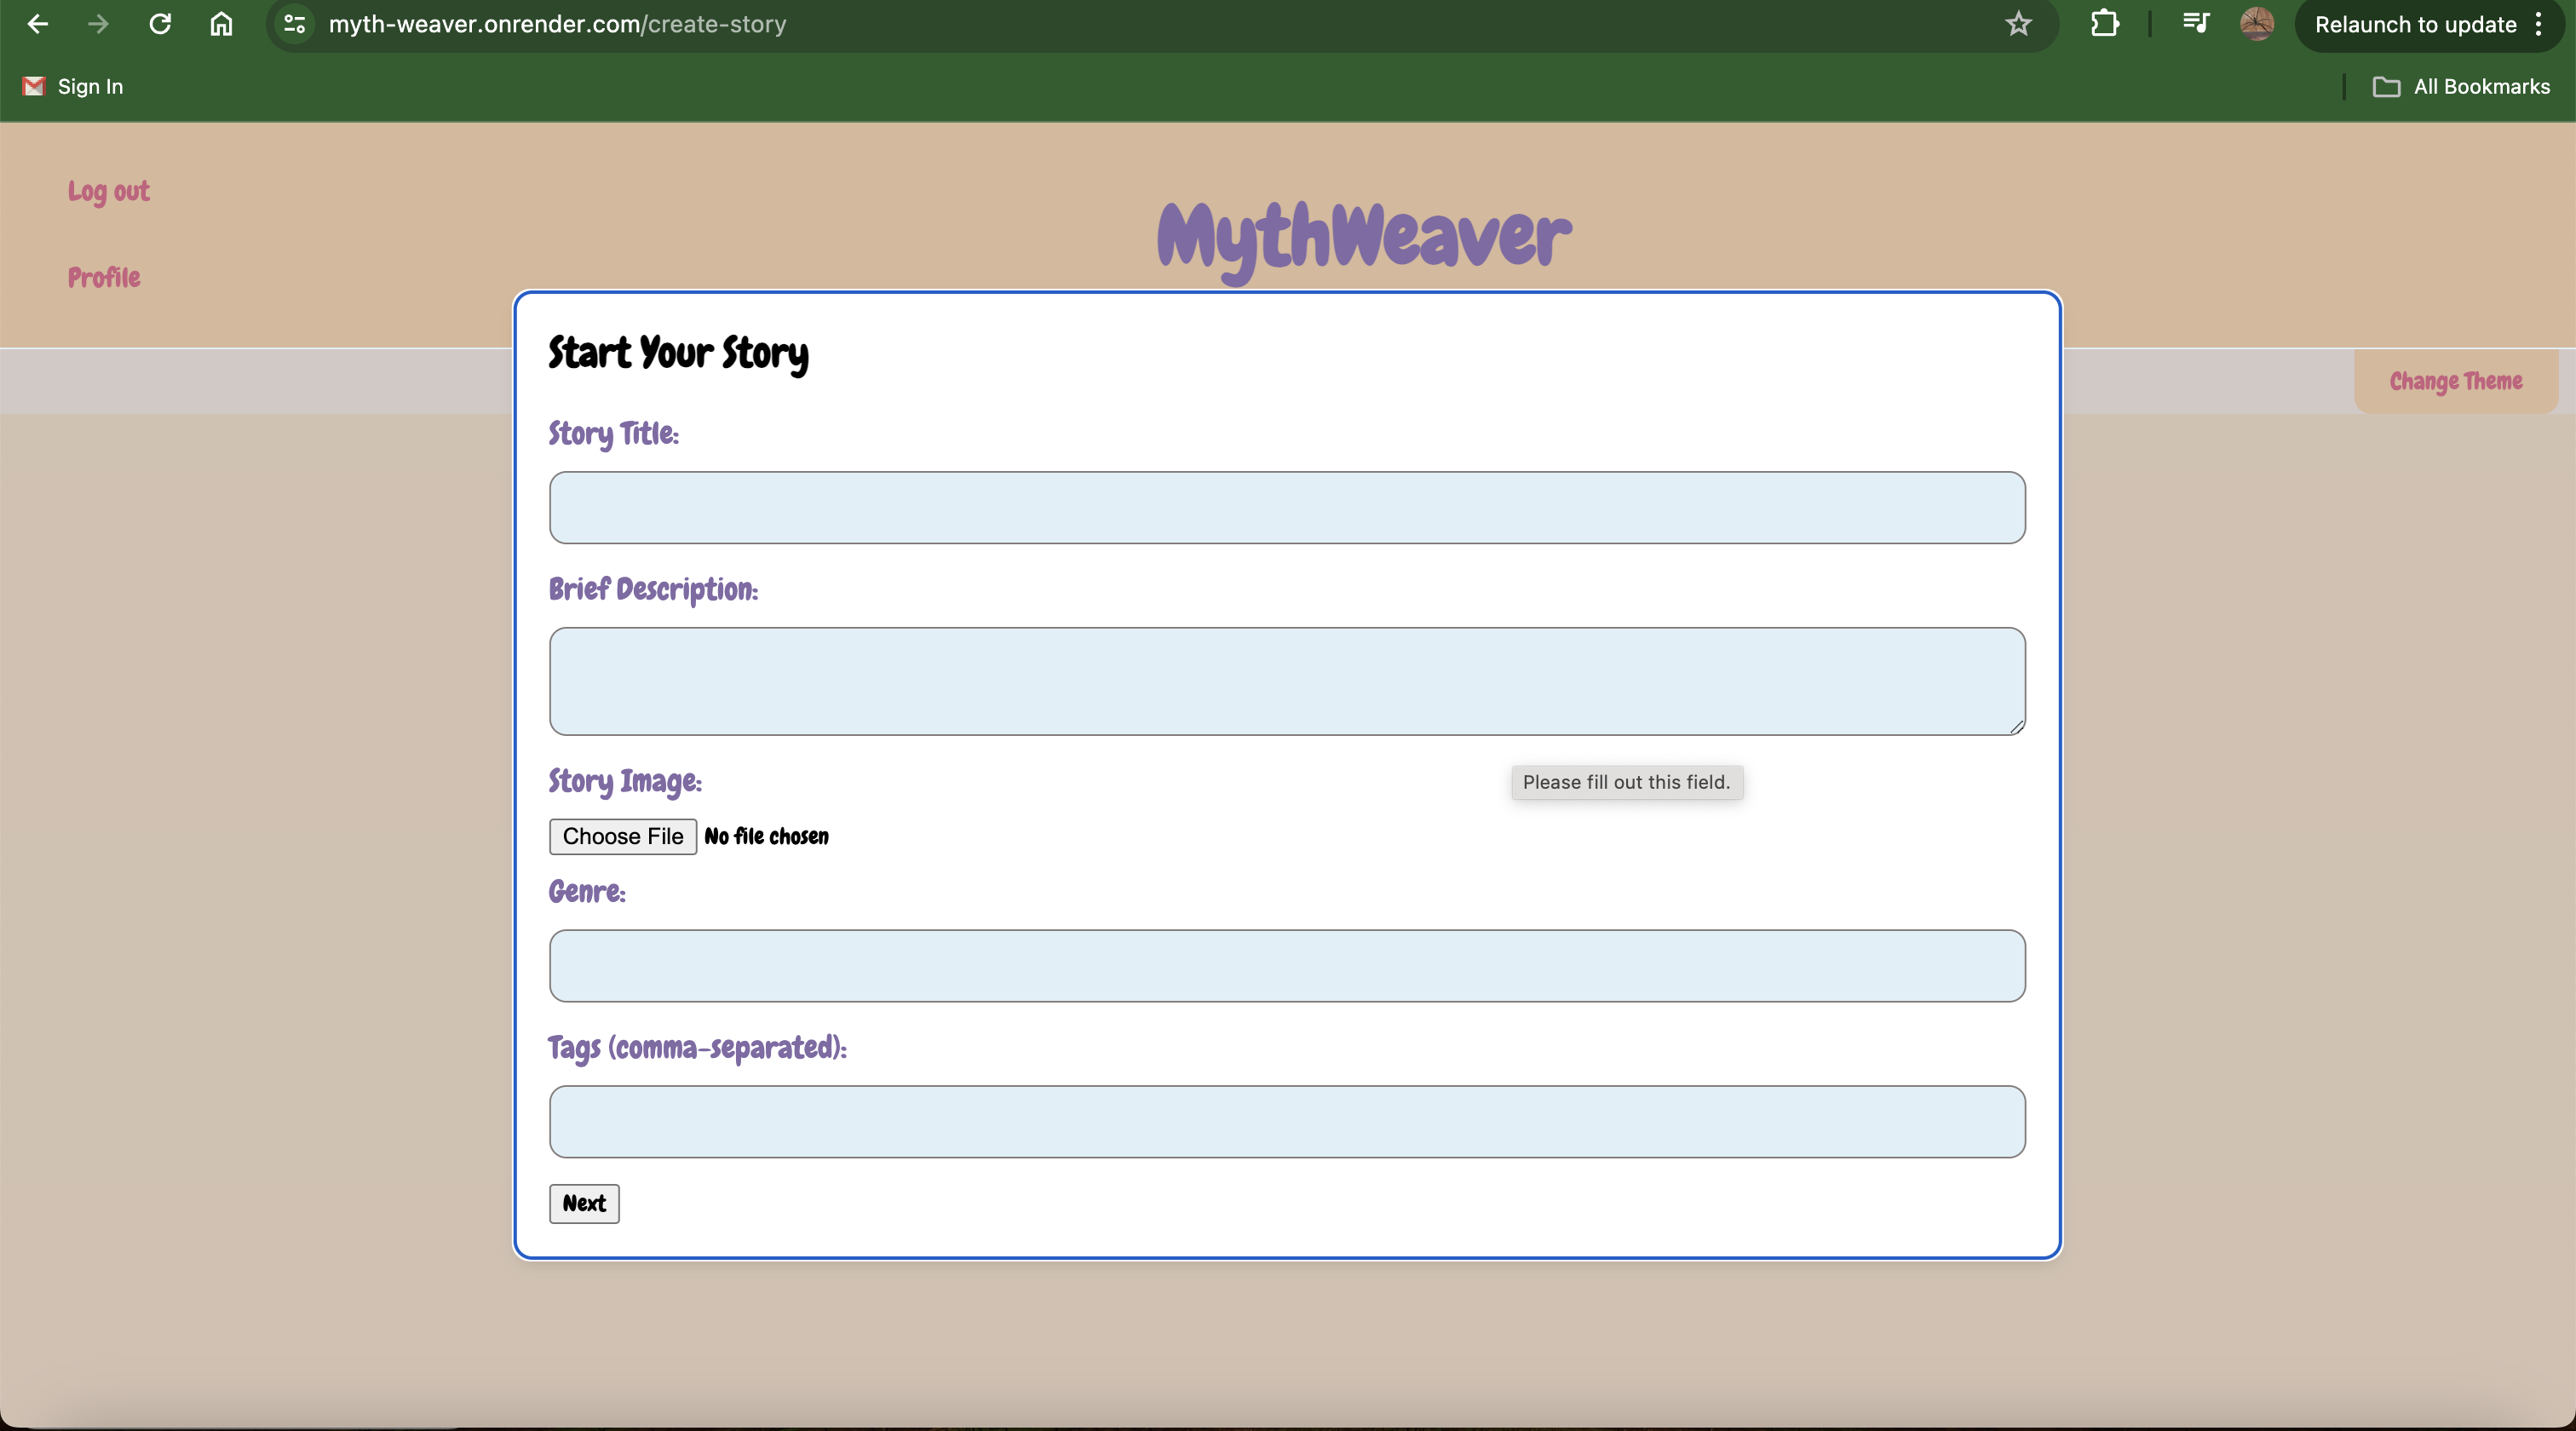 myth-weaver.onrender.com/create-story
Relaunch to update
Sign In
All Bookmarks
Log out
MythWeaver
Profile
Start Your Story
Change Theme
Story Title:
Brief Description:
Story Image:
Please fill out this field.
Choose File No file chosen
Genre:
Tags (comma-separated):
Next